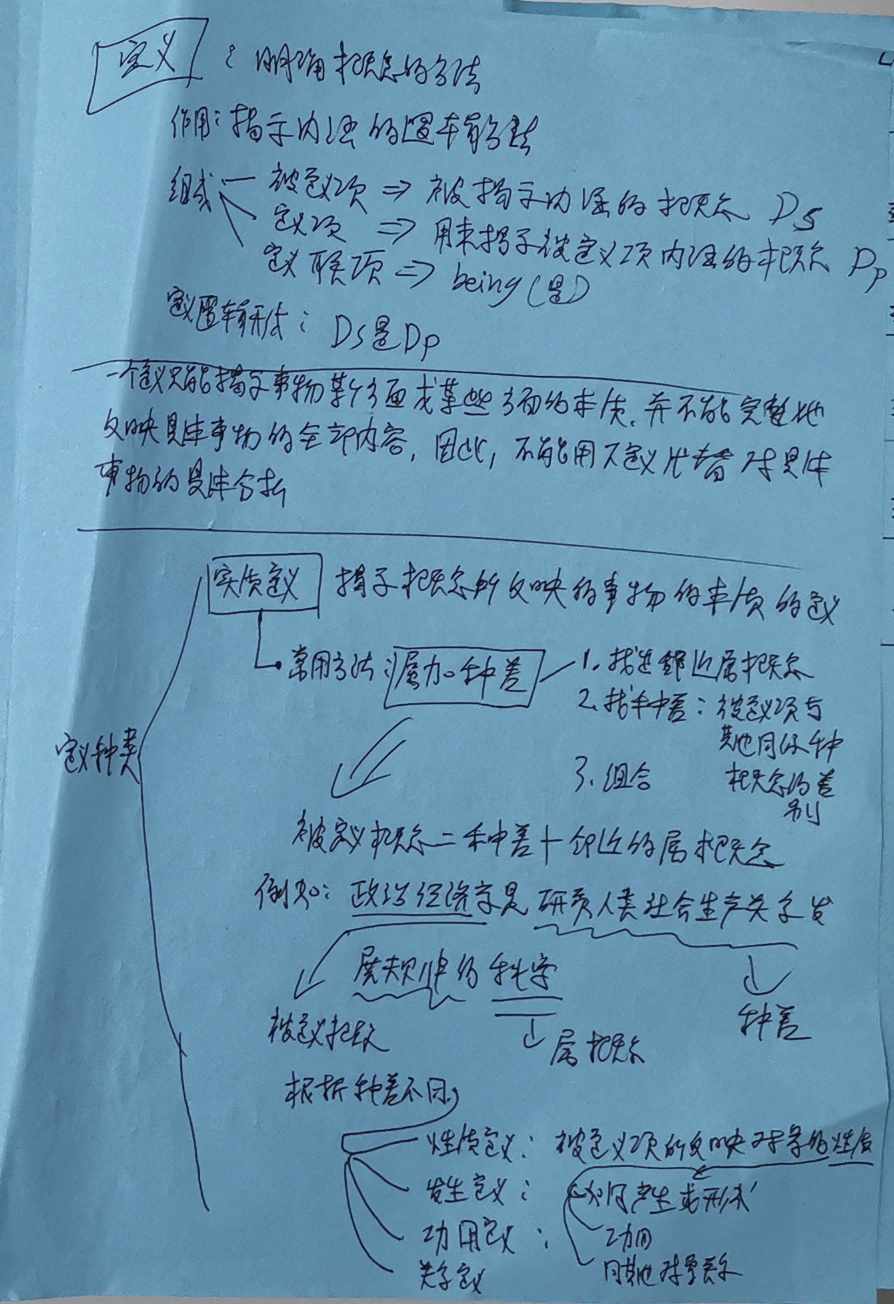 定义：明确概念的方法
作用：揭示内涵的逻辑方法
组成 被定义项 ⇒ 被揭示内涵的概念 Ds
定义项 ⇒ 用来揭示被定义项内涵的概念 Dp
定义联项 ⇒ being（是）
定义逻辑形式：Ds是Dp
一个定义只能揭示事物某个方面或某些方面的本质，并不能完整地
反映具体事物的全部内容，因此，不能用下定义代替对具体
事物的具体分析
定义种类
实质定义 揭示概念所反映的事物的本质的定义
常用方法：属加种差
1. 找邻近属概念
2. 找种差：被定义项与
其他同级种
概念的差
别
3. 组合
被定义概念=种差+邻近的属概念
例如：政治经济学是研究人类社会生产关系发
展规律的科学
种差
被定义概念
属概念
根据种差不同
性质定义：被定义项所反映对象的性质
发生定义：如何产生或形成
功用定义：功用
关系定义 同其他对象关系